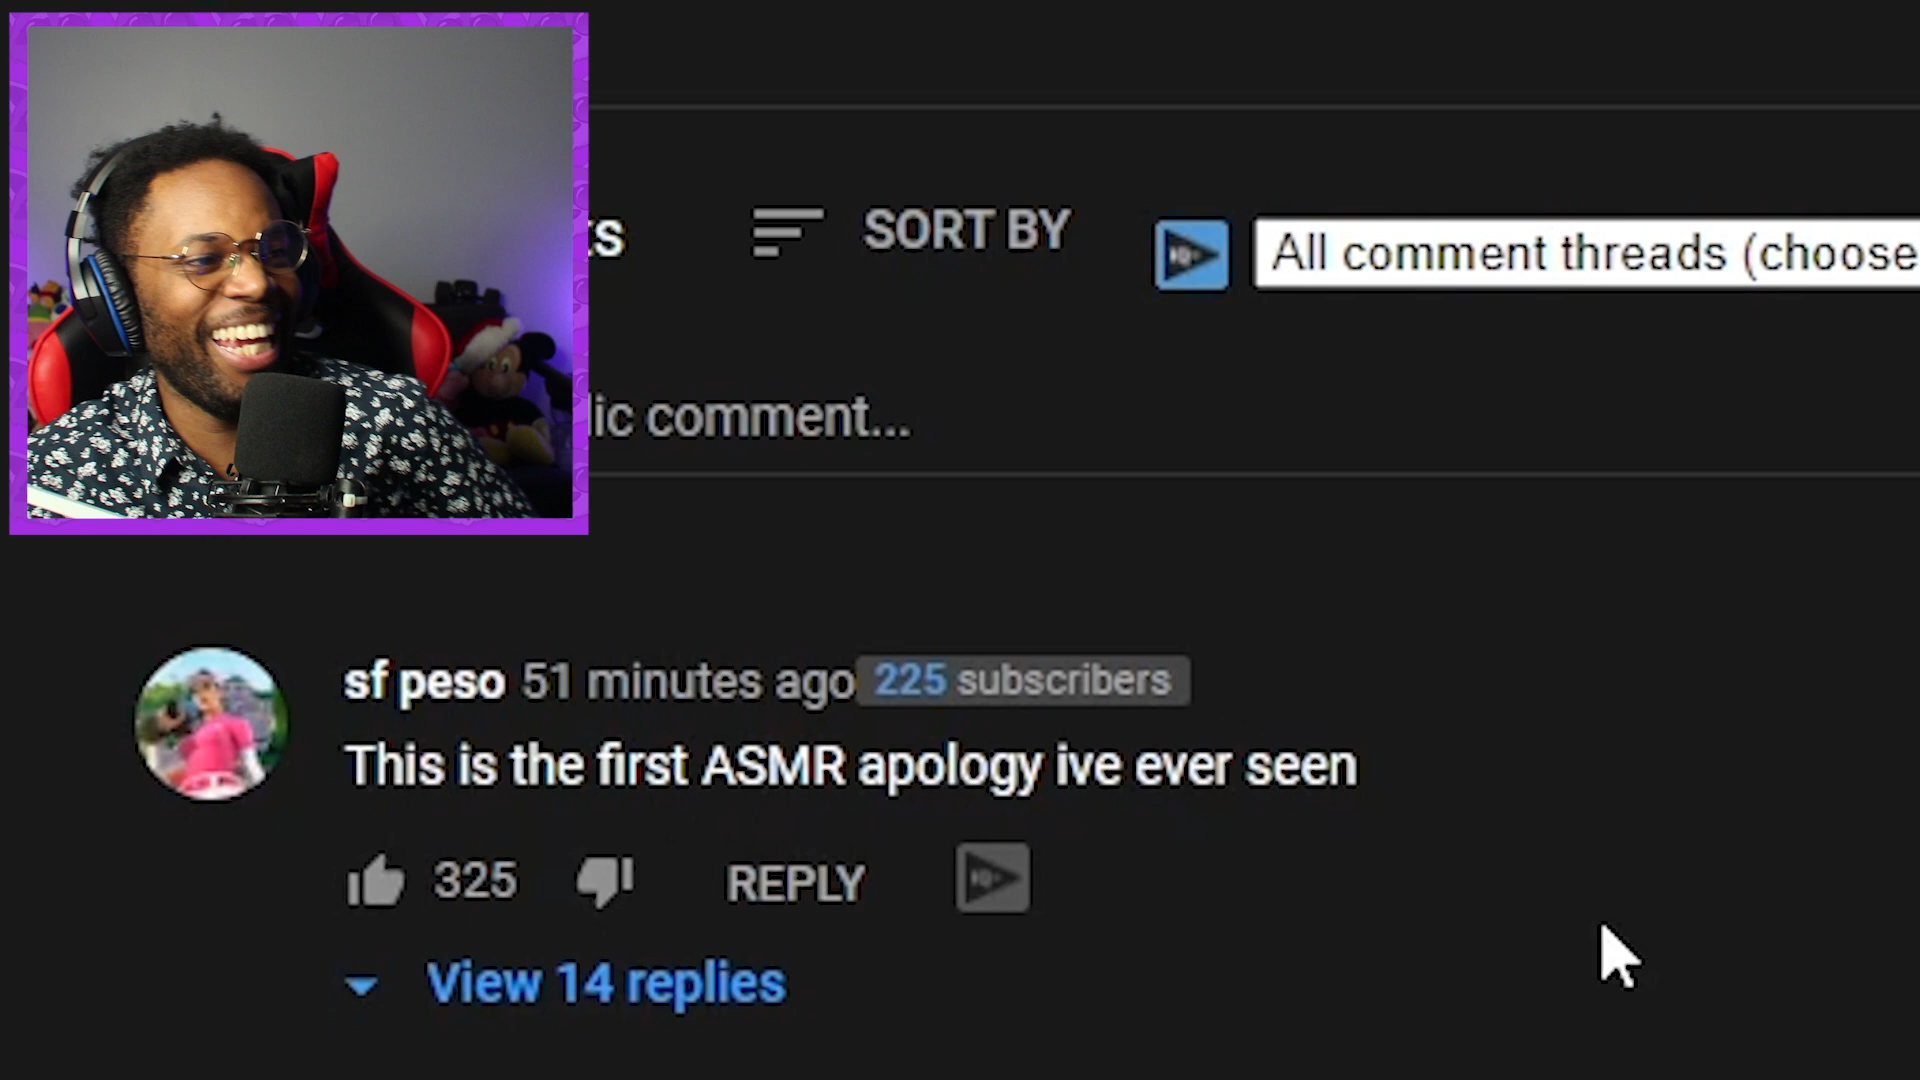 SORT BY
All comment threads (choose
comment...
sf peso 51 minutes ago 225 subscribers
This is the first ASMR apology ive ever seen
325 REPLY
View 14 replies